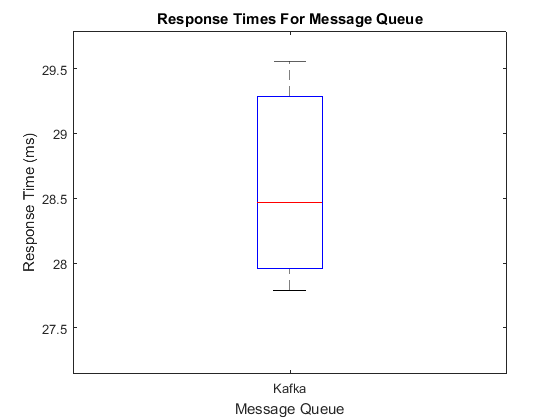 Response Times For Message Queue
29.5
29
28.5
28
27.5
Response Time (ms)
Kafka
Message Queue